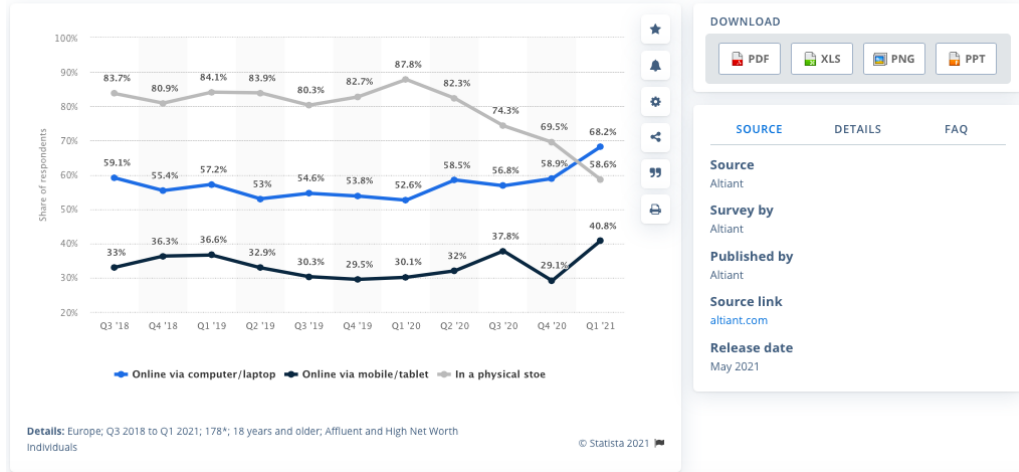 DOWNLOAD
PDF
XLS
PNG
PPT
100%
90%
80%
70%
60%
50%
40%
30%
20%
Share of respondents
83.7%
80.9%
84.1%
83.9%
80.3%
82.7%
87.8%
82.3%
74.3%
69.5%
58.6%
59.1%
55.4%
57.2%
53%
54.6%
53.8%
52.6%
58.5%
56.8%
58.9%
68.2%
33%
36.3%
36.6%
32.9%
30.3%
29.5%
30.1%
32%
37.8%
29.1%
40.8%
Q3 '18
Q4 '18
Q1 '19
Q2 '19
Q3 '19
Q4 '19
Q1 '20
Q2 '20
Q3 '20
Q4 '20
Q1 '21
Online via computer/laptop
Online via mobile/tablet
In a physical stoe
Details: Europe; Q3 2018 to Q1 2021; 178*; 18 years and older; Affluent and High Net Worth
Individuals
© Statista 2021
SOURCE
DETAILS
FAQ
Source
Altiant
Survey by
Altiant
Published by
Altiant
Source link
altiant.com
Release date
May 2021